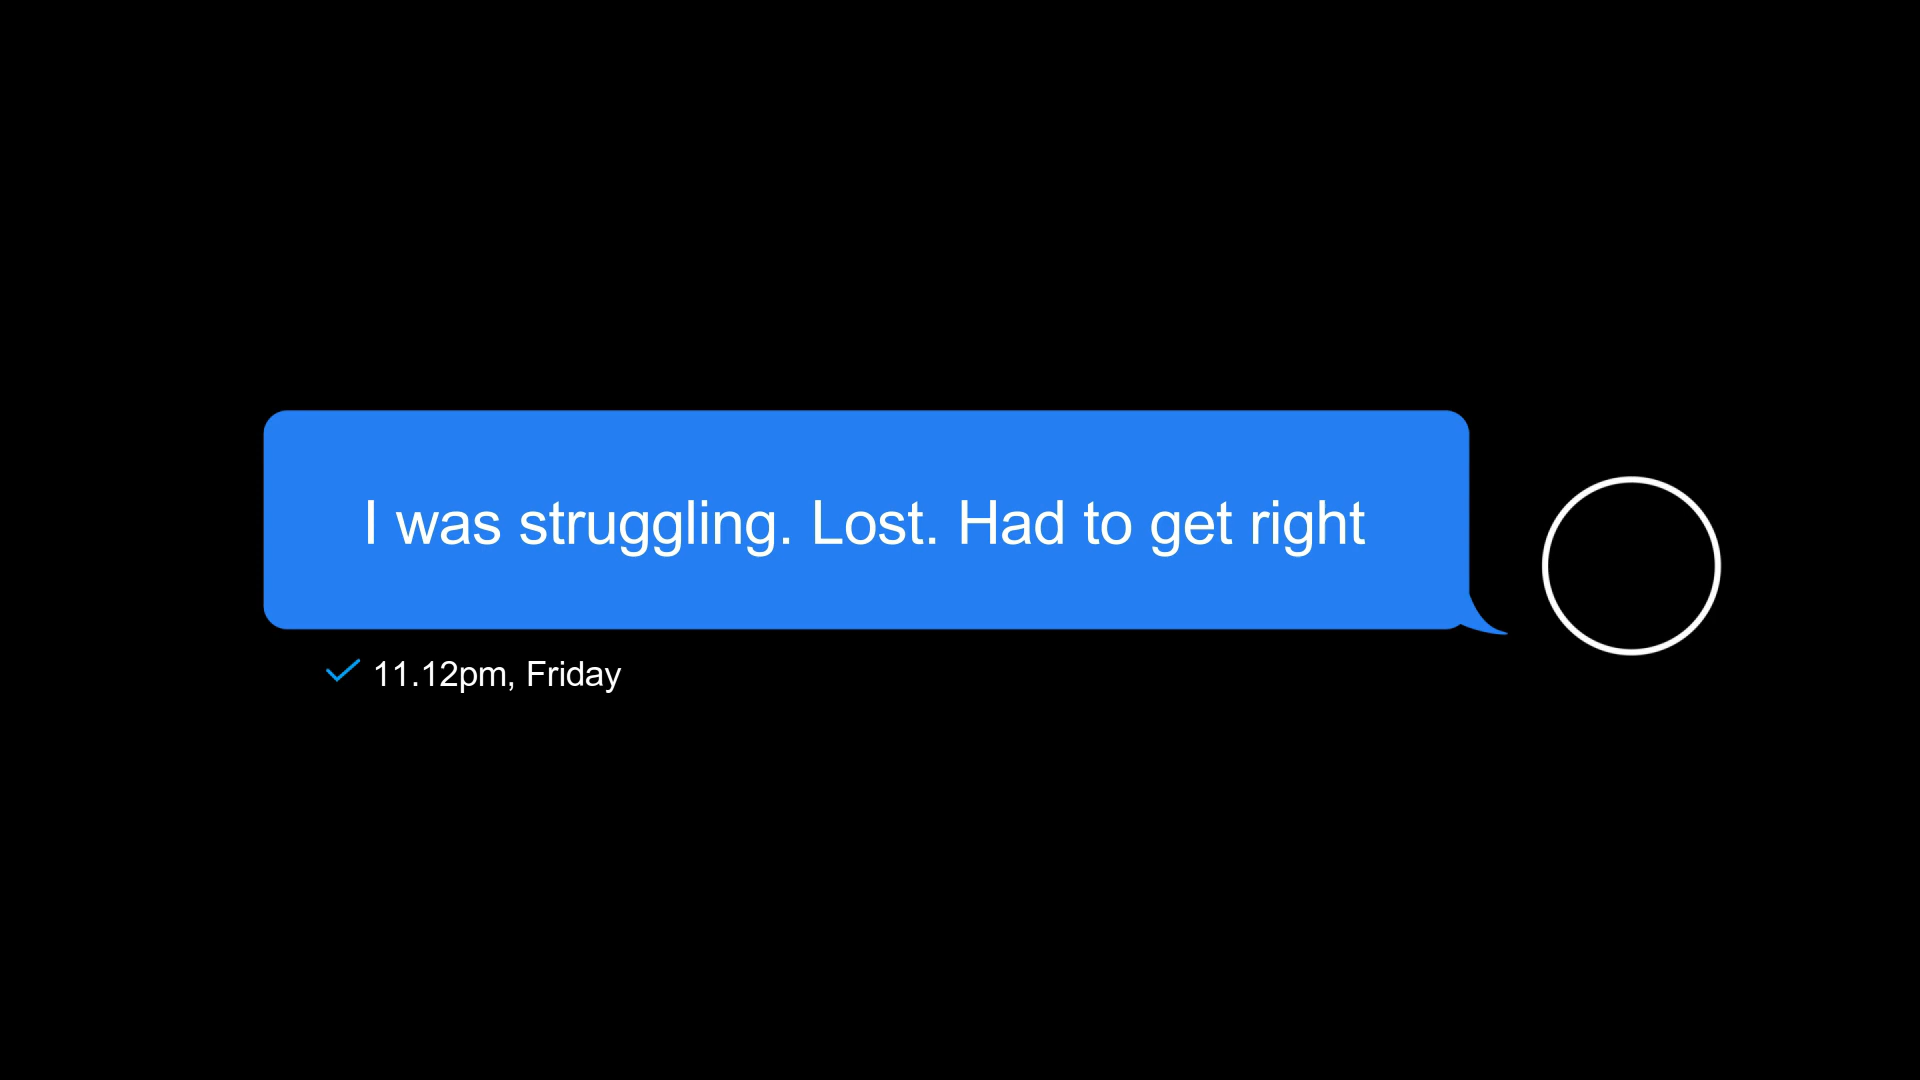 I was struggling. Lost. Had to get right
11.12pm, Friday